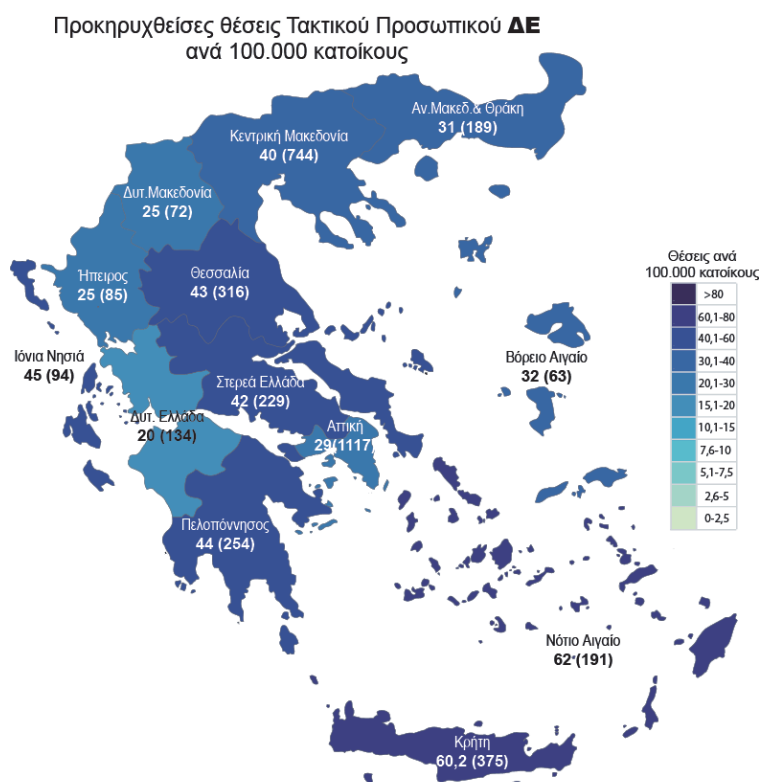 Προκηρυχθείσες θέσεις Τακτικού Προσωπικού ΔΕ
ανά 100.000 κατοίκους
Αν.Μακεδ.& Θράκη
31 (189)
Κεντρική Μακεδονία
40 (744)
Δυτ.Μακεδονία
25 (72)
Ήπειρος
25 (85)
Θεσσαλία
43 (316)
Ιόνια Νησιά
45 (94)
Στερεά Ελλάδα
42 (229)
Βόρειο Αιγαίο
32 (63)
Δυτ. Ελλάδα
20 (134)
Αττική
29(1117)
Πελοπόννησος
44 (254)
Νότιο Αιγαίο
62 (191)
Κρήτη
60,2 (375)
Θέσεις ανά
100.000 κατοίκους
>80
60,1-80
40,1-60
30,1-40
20,1-30
15,1-20
10,1-15
7,6-10
5,1-7,5
2,6-5
0-2,5